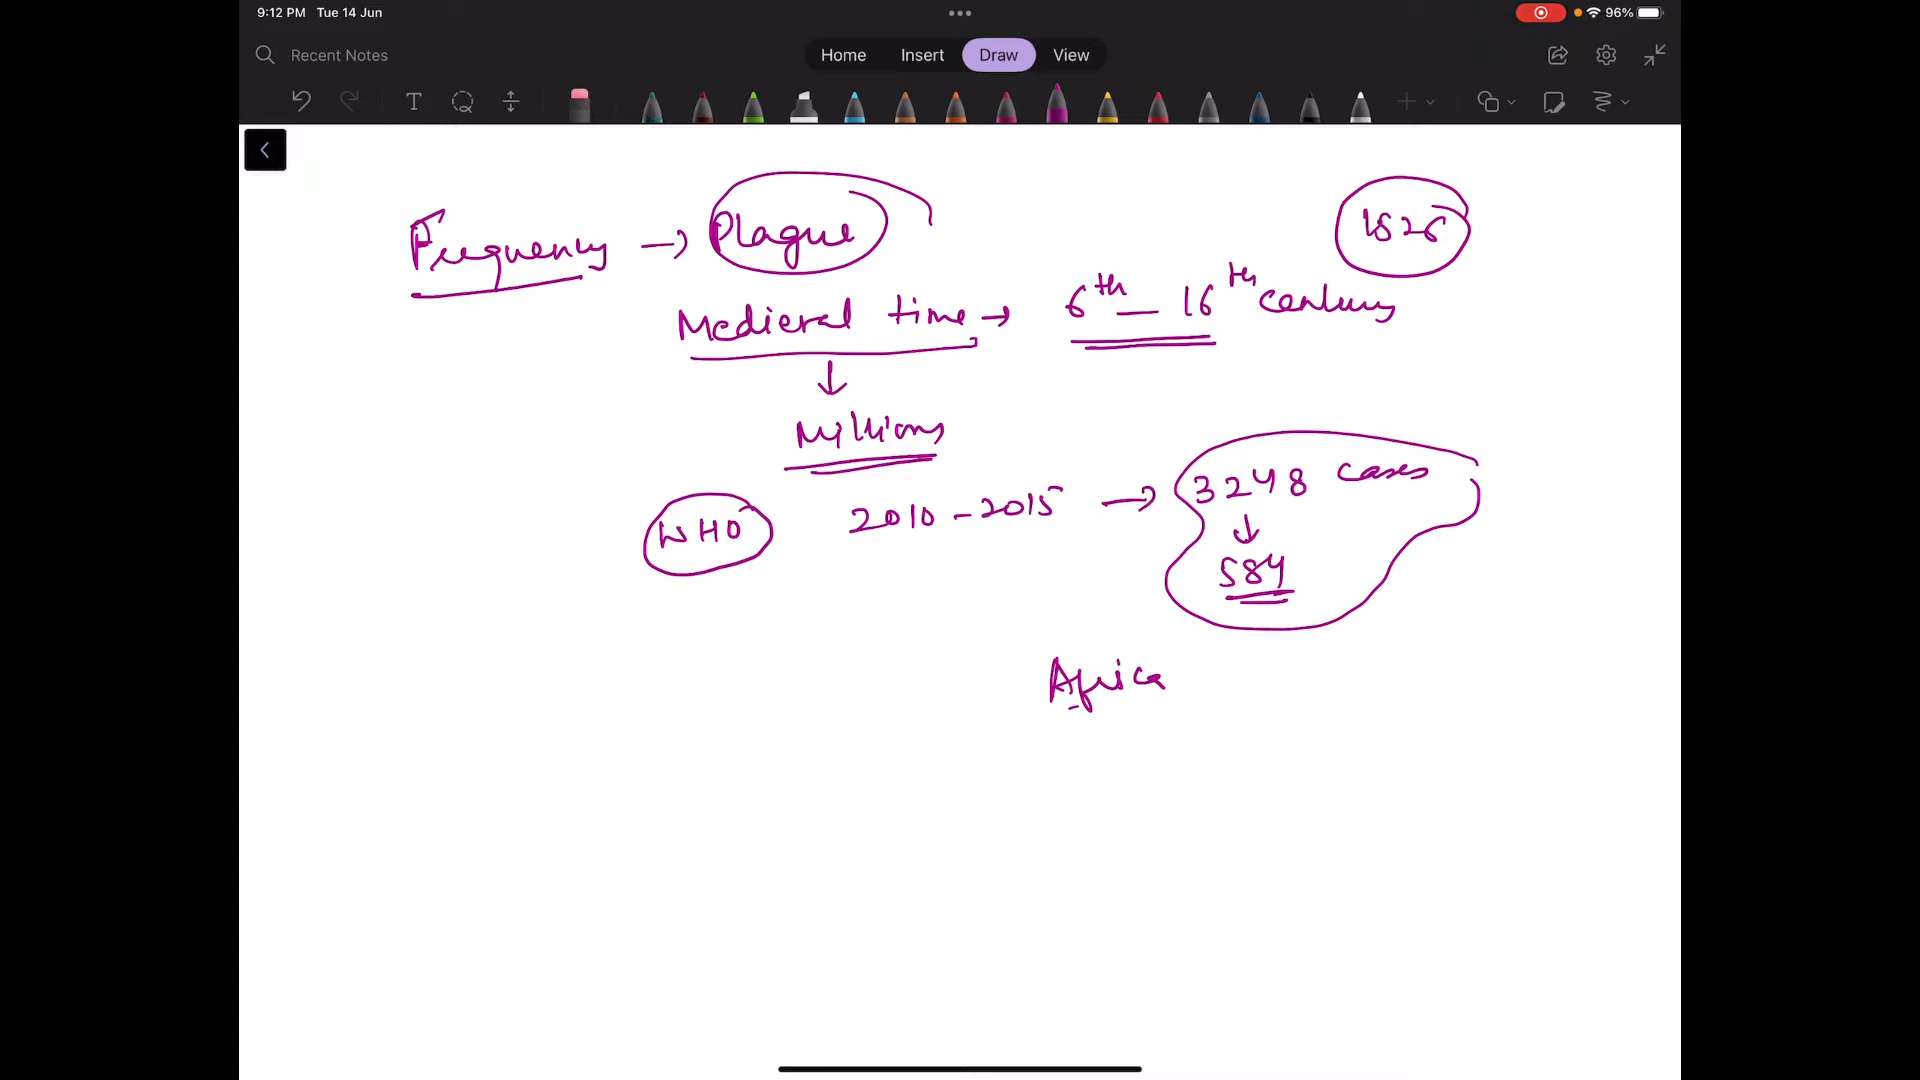 9:12 PM Tue 14 Jun
96%
Recent Notes
Home Insert Draw View
T
Frequency → Plague
1526
Medieval time → 6th — 16th century
↓
Millions
WHO 2010 - 2015 → 3248 cases
↓
584
Africa